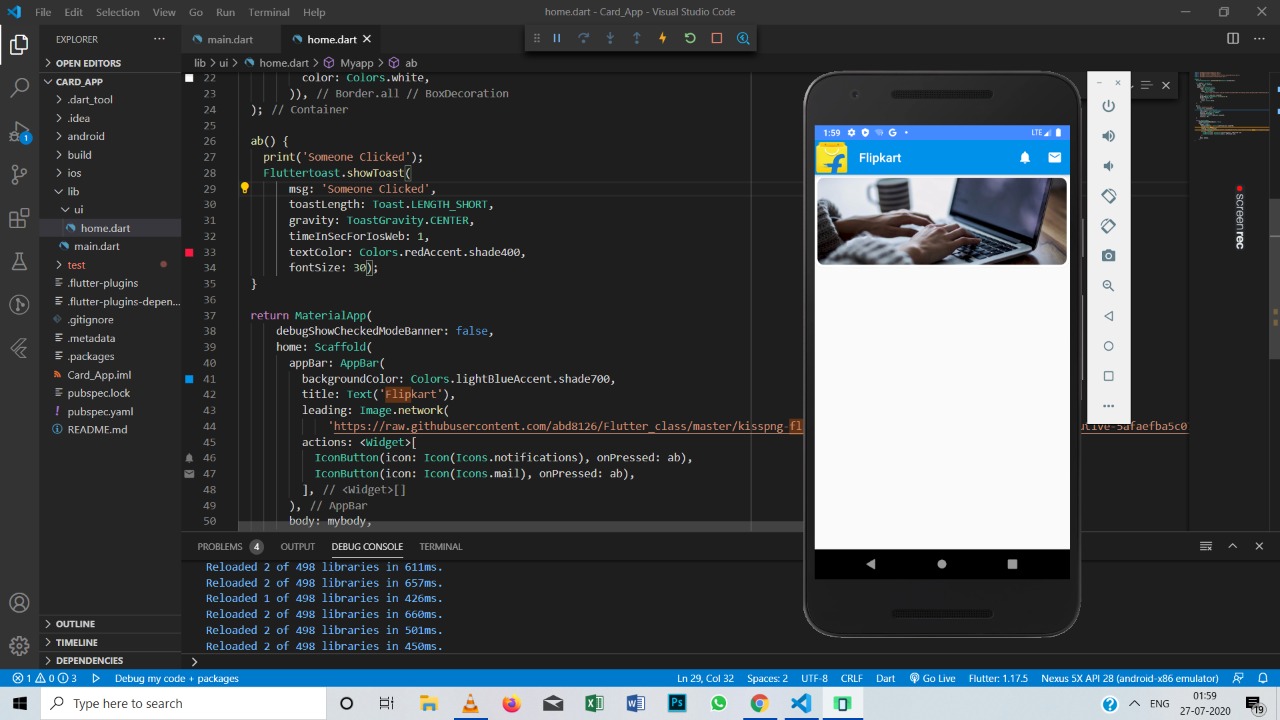 File Edit Selection View Go Run Terminal Help
home.dart - Card_App - Visual Studio Code
EXPLORER
OPEN EDITORS
CARD_APP
.dart_tool
.idea
android
build
ios
lib
ui
home.dart
main.dart
test
.flutter-plugins
.flutter-plugins-depen...
.gitignore
.metadata
.packages
Card_App.iml
pubspec.lock
pubspec.yaml
README.md
OUTLINE
TIMELINE
DEPENDENCIES
1
main.dart
home.dart
lib > ui > home.dart > Myapp > ab
22 color: Colors.white,
23 )), // Border.all // BoxDecoration
24 ); // Container
25
26 ab() {
27 print('Someone Clicked');
28 Fluttertoast.showToast(
29 msg: 'Someone Clicked',
30 toastLength: Toast.LENGTH_SHORT,
31 gravity: ToastGravity.CENTER,
32 timeInSecForIosWeb: 1,
33 textColor: Colors.redAccent.shade400,
34 fontSize: 30);
35 }
36
37 return MaterialApp(
38 debugShowCheckedModeBanner: false,
39 home: Scaffold(
40 appBar: AppBar(
41 backgroundColor: Colors.lightBlueAccent.shade700,
42 title: Text('Flipkart'),
43 leading: Image.network(
44 'https://raw.githubusercontent.com/abd8126/Flutter_class/master/kisspng-fl
45 actions: <Widget>[
46 IconButton(icon: Icon(Icons.notifications), onPressed: ab),
47 IconButton(icon: Icon(Icons.mail), onPressed: ab),
48 ], // <Widget>[]
49 ), // AppBar
50 body: mybody,
1:59
LTE
Flipkart
screenrec
PROBLEMS 4 OUTPUT DEBUG CONSOLE TERMINAL
Reloaded 2 of 498 libraries in 611ms.
Reloaded 2 of 498 libraries in 657ms.
Reloaded 1 of 498 libraries in 426ms.
Reloaded 2 of 498 libraries in 660ms.
Reloaded 2 of 498 libraries in 501ms.
Reloaded 2 of 498 libraries in 450ms.
1 0 3 Debug my code + packages
Ln 29, Col 32 Spaces: 2 UTF-8 CRLF Dart Go Live Flutter: 1.17.5 Nexus 5X API 28 (android-x86 emulator)
Type here to search
ENG
01:59
27-07-2020
19